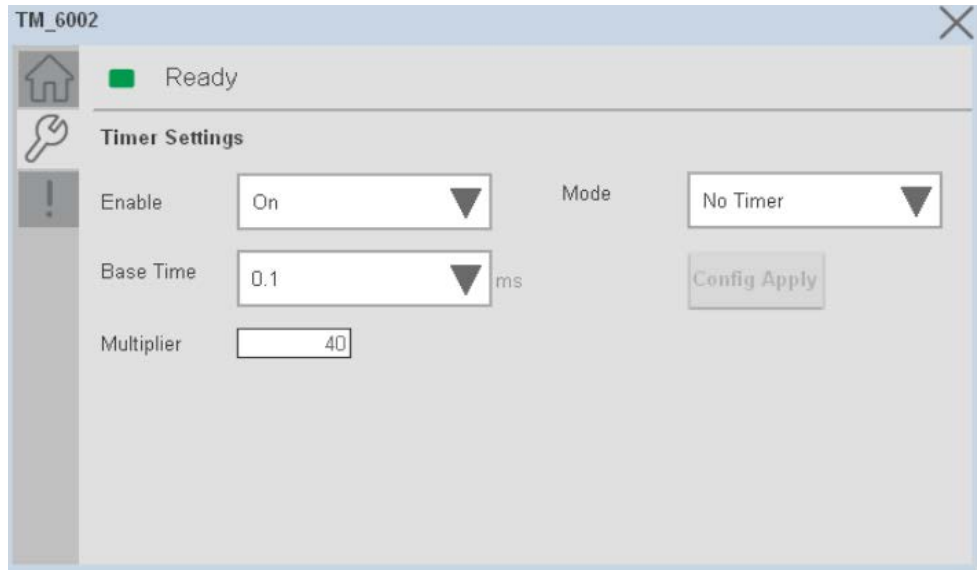 TM_6002
Ready
Timer Settings
Enable On Mode No Timer
Base Time 0.1 ms Config Apply
Multiplier 40